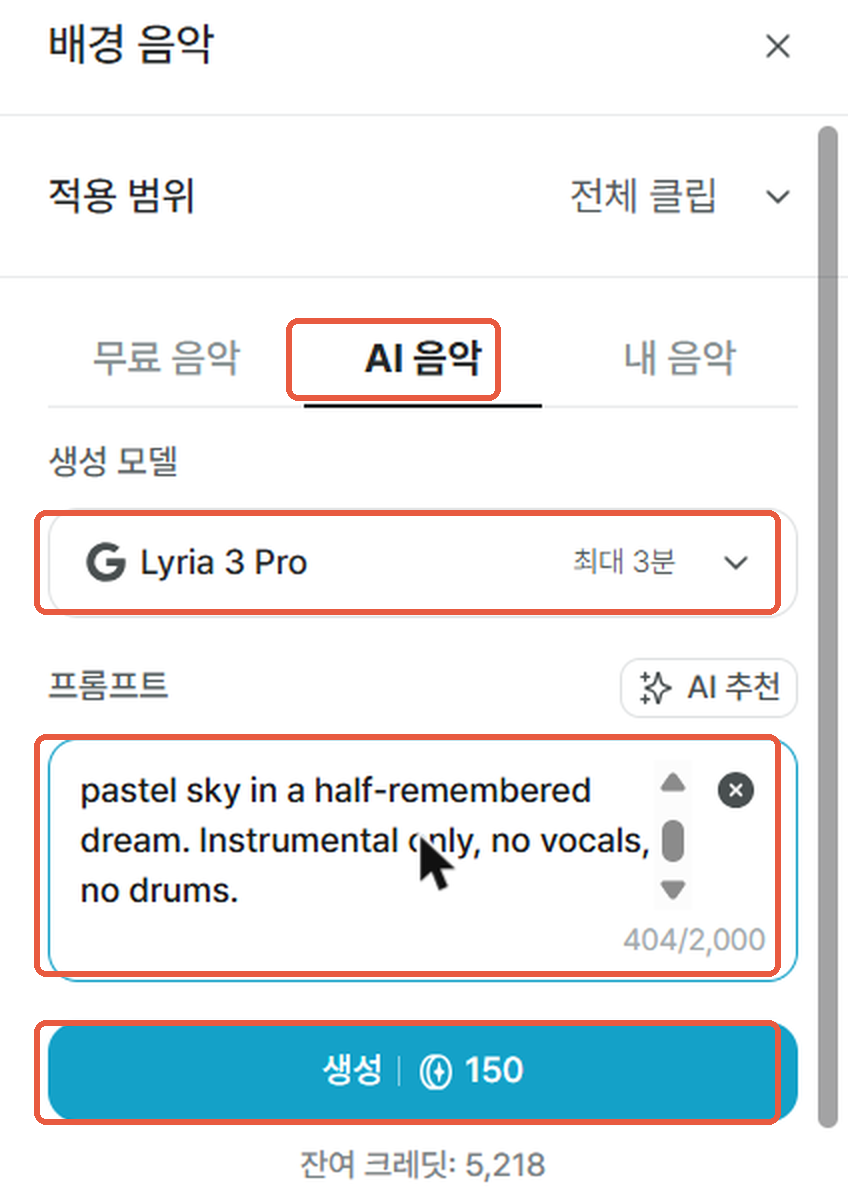 배경 음악
적용 범위 전체 클립
무료 음악 AI 음악 내 음악
생성 모델
Lyria 3 Pro 최대 3분
프롬프트 AI 추천
pastel sky in a half-remembered
dream. Instrumental only, no vocals,
no drums.
404/2,000
생성 150
잔여 크레딧: 5,218